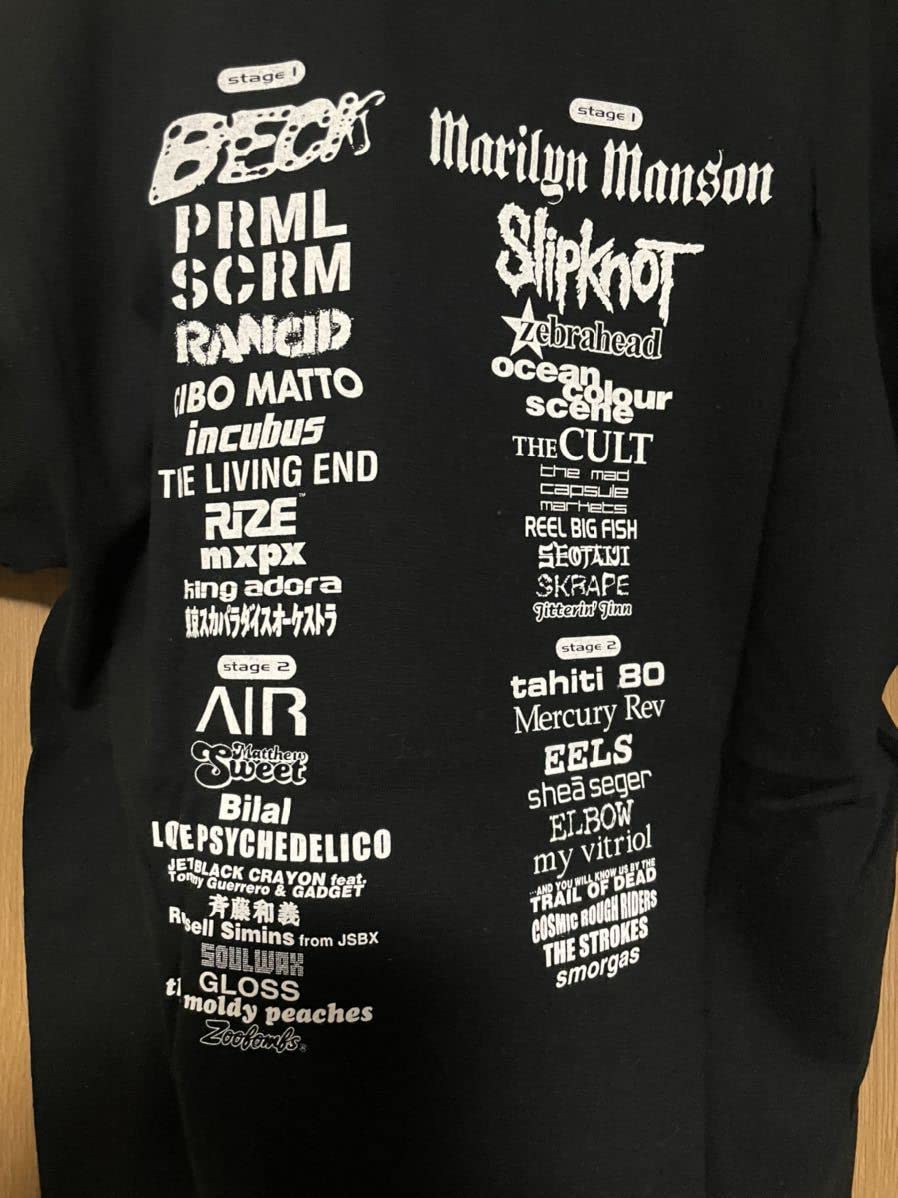 stage 1
BECK
PRML
SCRM
RANCID
CIBO MATTO
incubus
THE LIVING END
RIZE™
mxpx
king adora
東京スカパラダイスオーケストラ
stage 2
AIR
Matthew
Sweet
Bilal
LOVE PSYCHEDELICO
JETBLACK CRAYON feat.
Tommy Guerrero & GADGET
斉藤和義
Russell Simins from JSBX
SOULWAX
GLOSS
the moldy peaches
Zoobombs®
stage 1
Marilyn Manson
Slipknot
zebrahead
ocean
colour
scene
THE CULT
the mad
capsule
markets
REEL BIG FISH
SEOTAIJI
SKRAPE
Jitterin' Jinn
stage 2
tahiti 80
Mercury Rev
EELS
sheā seger
ELBOW
my vitriol
...AND YOU WILL KNOW US BY THE
TRAIL OF DEAD
COSMIC ROUGH RIDERS
THE STROKES
smorgas